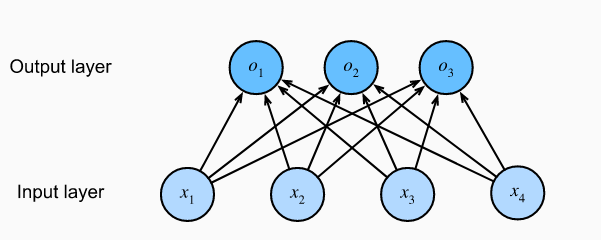 Output layer o₁ o₂ o₃
Input layer x₁ x₂ x₃ x₄